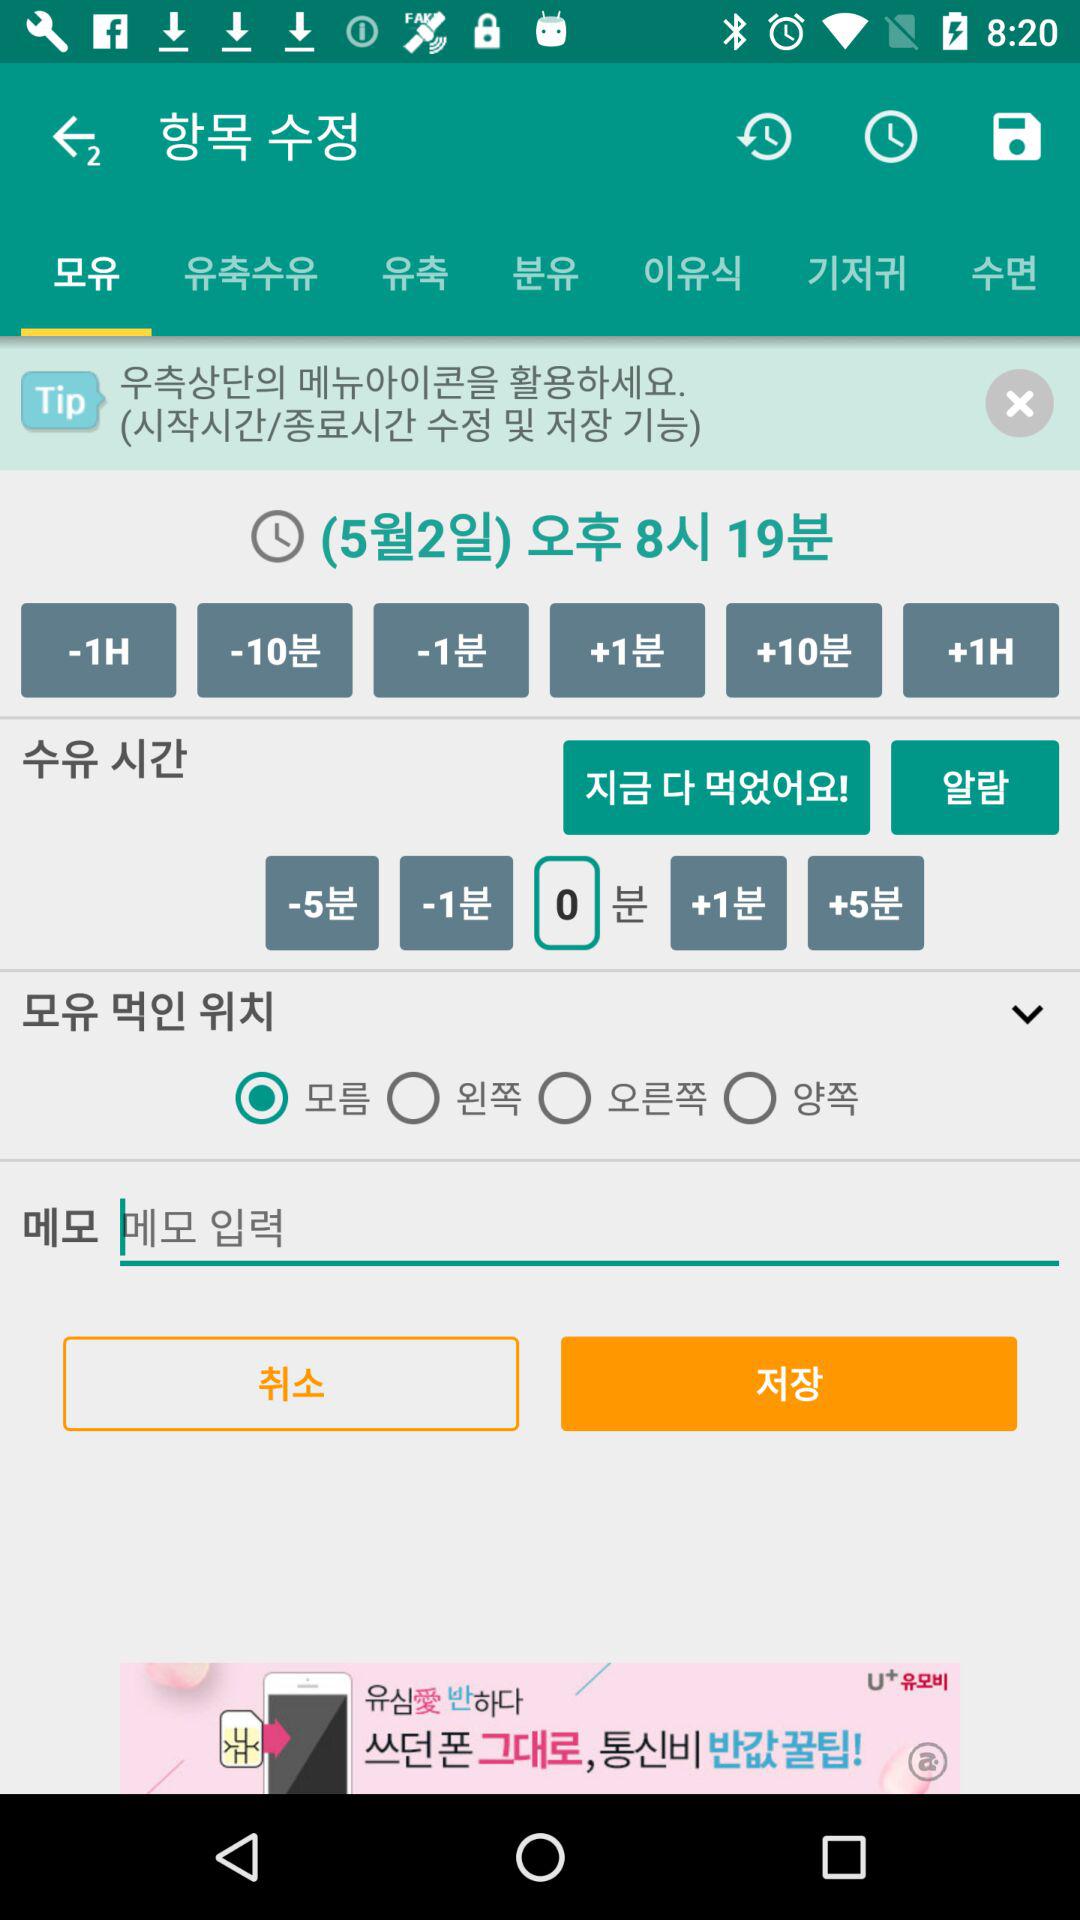 FAKE 8:20
2 항목 수정
모유 유축수유 유축 분유 이유식 기저귀 수면
Tip 우측상단의 메뉴아이콘을 활용하세요.
(시작시간/종료시간 수정 및 저장 기능)
(5월2일) 오후 8시 19분
-1H -10분 -1분 +1분 +10분 +1H
수유 시간
지금 다 먹었어요! 알람
-5분 -1분 0 분 +1분 +5분
모유 먹인 위치
모름 왼쪽 오른쪽 양쪽
메모 메모 입력
취소 저장
유심愛 반하다 U+유모비
쓰던 폰 그대로, 통신비 반값 꿀팁!
a